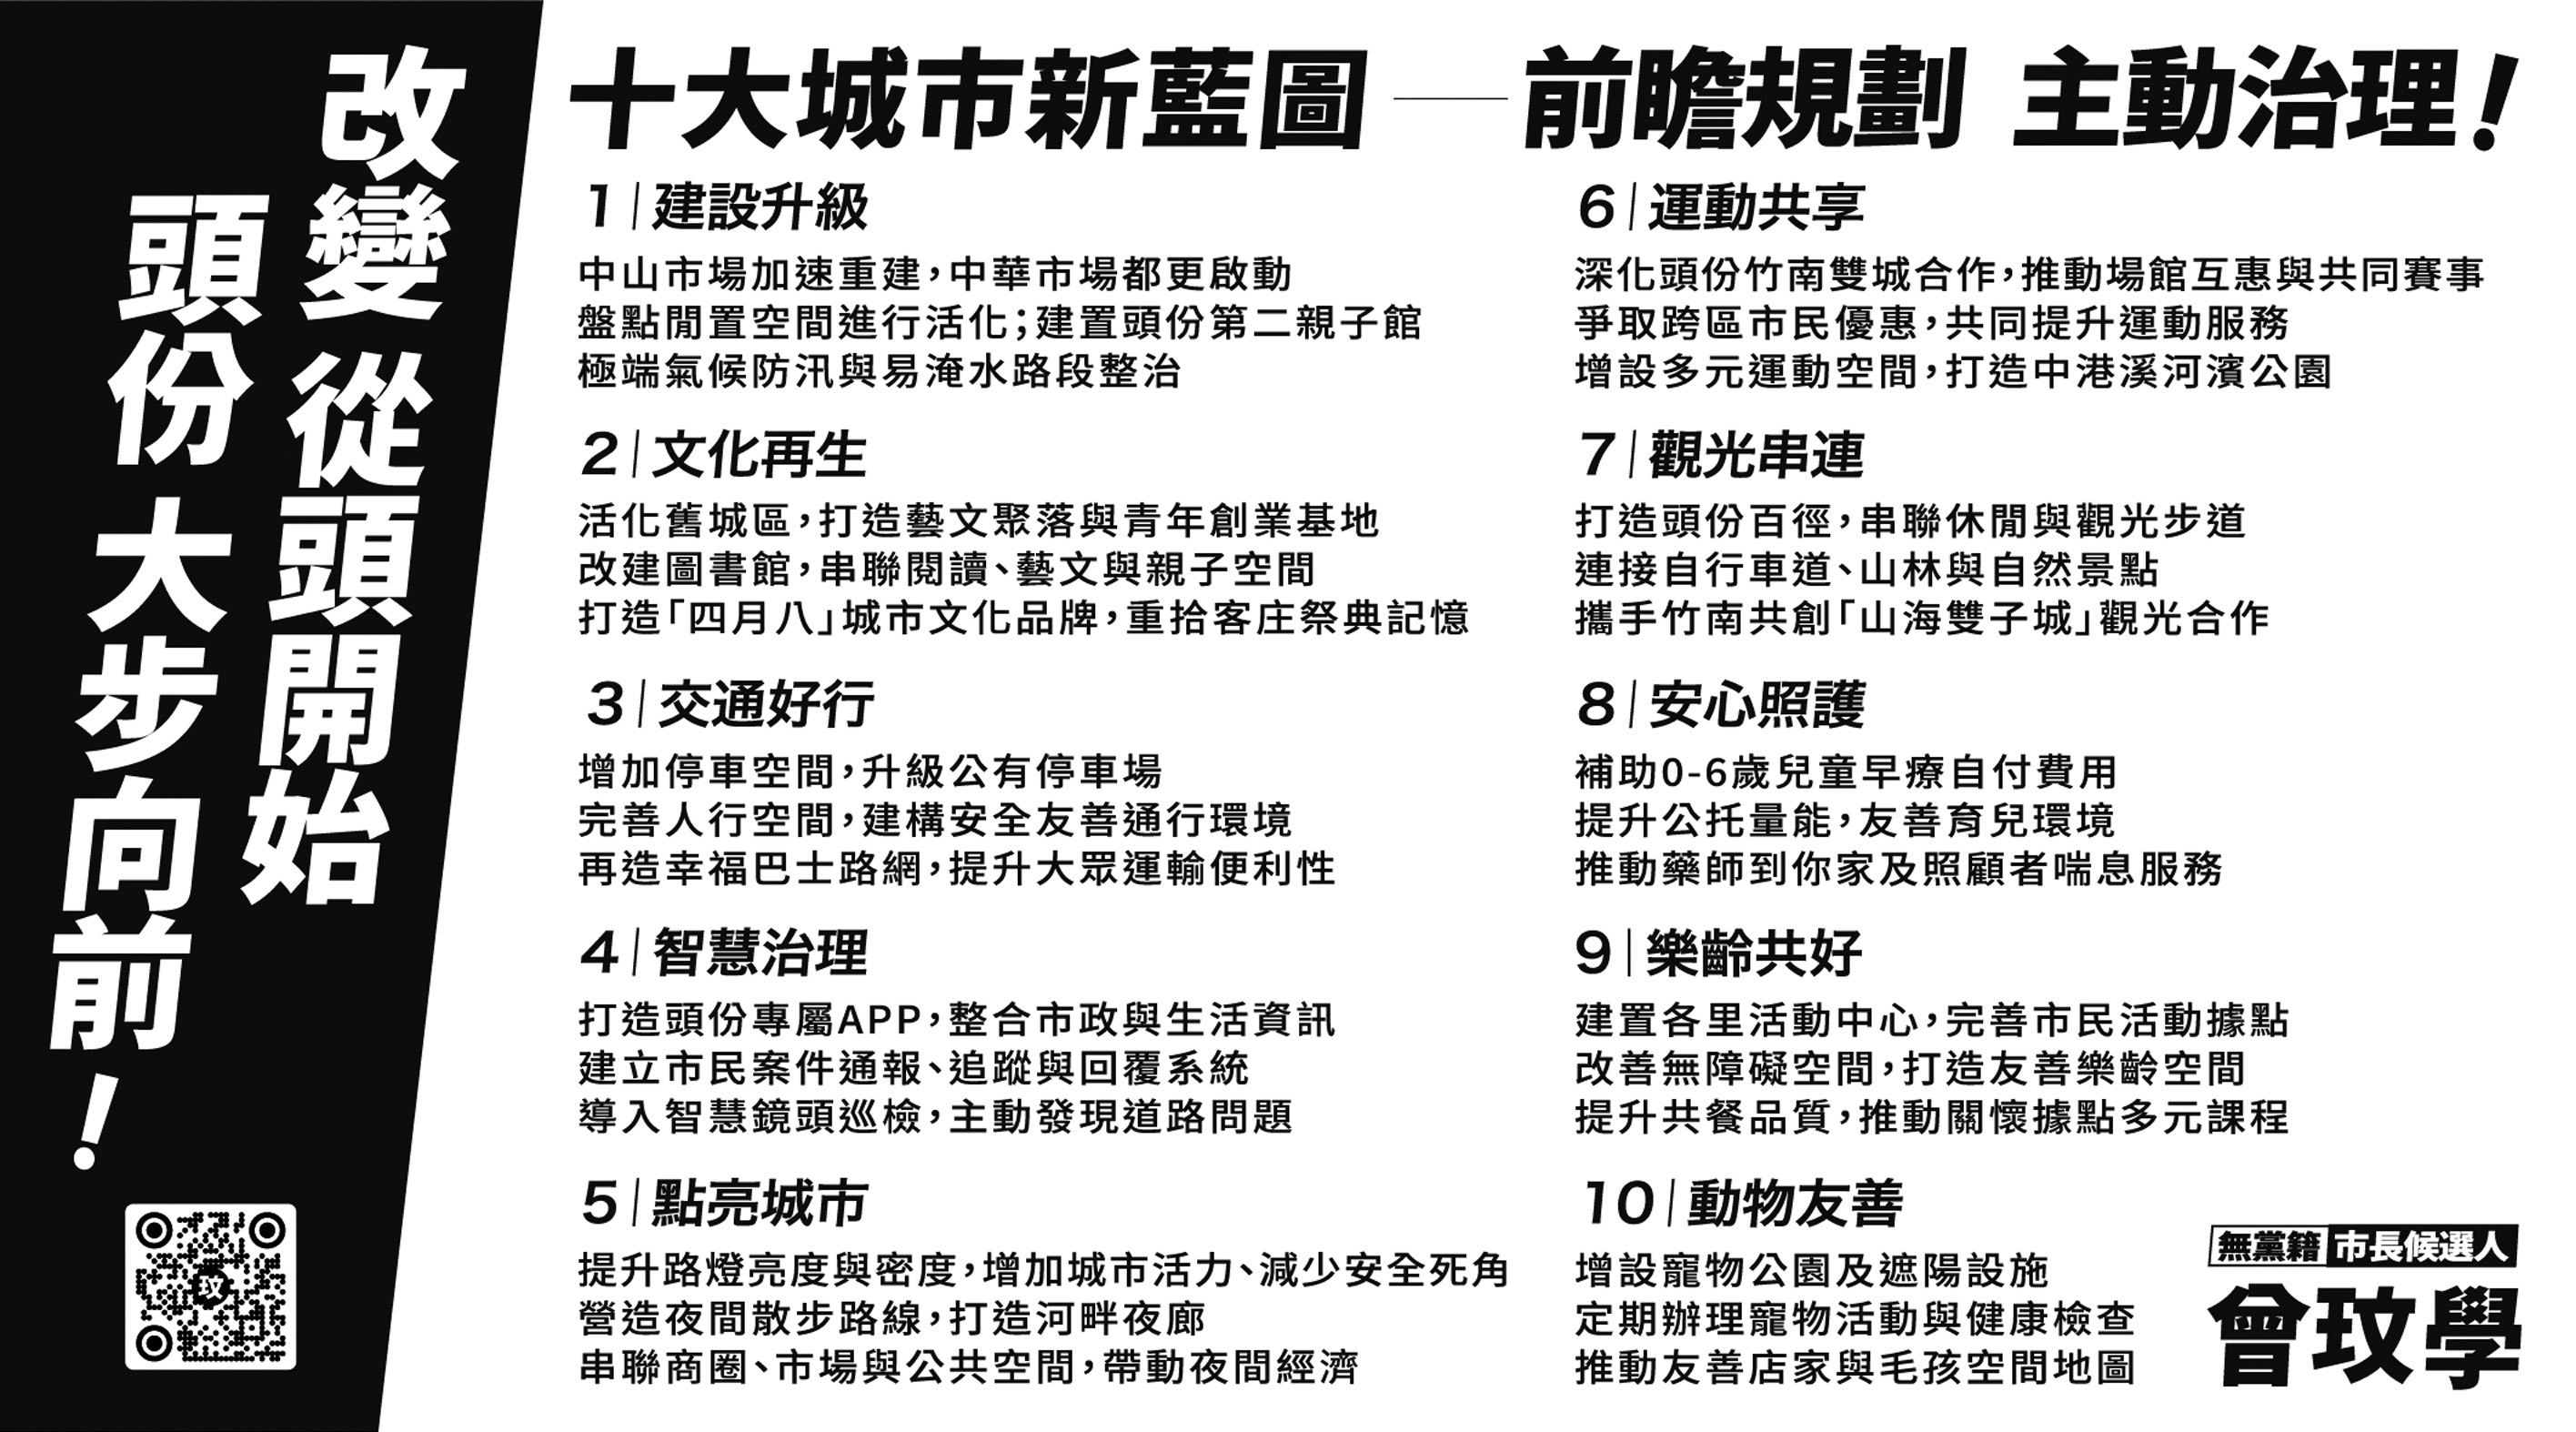 改變 從頭開始
頭份 大步向前！
十大城市新藍圖——前瞻規劃 主動治理！
1｜建設升級
中山市場加速重建，中華市場都更啟動
盤點閒置空間進行活化；建置頭份第二親子館
極端氣候防汛與易淹水路段整治
2｜文化再生
活化舊城區，打造藝文聚落與青年創業基地
改建圖書館，串聯閱讀、藝文與親子空間
打造「四月八」城市文化品牌，重拾客庄祭典記憶
3｜交通好行
增加停車空間，升級公有停車場
完善人行空間，建構安全友善通行環境
再造幸福巴士路網，提升大眾運輸便利性
4｜智慧治理
打造頭份專屬APP，整合市政與生活資訊
建立市民案件通報、追蹤與回覆系統
導入智慧鏡頭巡檢，主動發現道路問題
5｜點亮城市
提升路燈亮度與密度，增加城市活力、減少安全死角
營造夜間散步路線，打造河畔夜廊
串聯商圈、市場與公共空間，帶動夜間經濟
6｜運動共享
深化頭份竹南雙城合作，推動場館互惠與共同賽事
爭取跨區市民優惠，共同提升運動服務
增設多元運動空間，打造中港溪河濱公園
7｜觀光串連
打造頭份百徑，串聯休閒與觀光步道
連接自行車道、山林與自然景點
攜手竹南共創「山海雙子城」觀光合作
8｜安心照護
補助0-6歲兒童早療自付費用
提升公托量能，友善育兒環境
推動藥師到你家及照顧者喘息服務
9｜樂齡共好
建置各里活動中心，完善市民活動據點
改善無障礙空間，打造友善樂齡空間
提升共餐品質，推動關懷據點多元課程
10｜動物友善
增設寵物公園及遮陽設施
定期辦理寵物活動與健康檢查
推動友善店家與毛孩空間地圖
無黨籍 市長候選人
曾玟學
玟